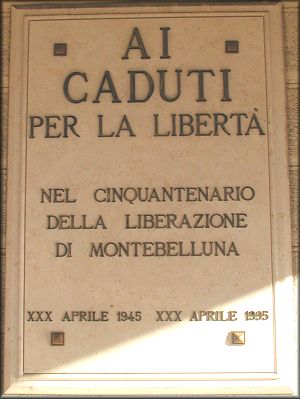 AI
CADUTI
PER LA LIBERTÀ
NEL CINQUANTENARIO
DELLA LIBERAZIONE
DI MONTEBELLUNA
XXX APRILE 1945 XXX APRILE 1995